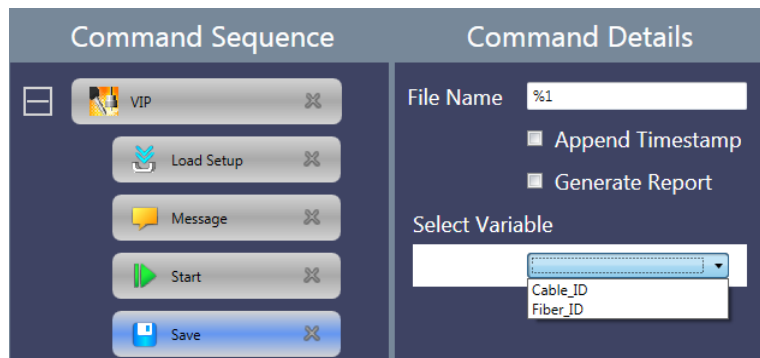 Command Sequence
VIP
Load Setup
Message
Start
Save
Command Details
File Name %1
Append Timestamp
Generate Report
Select Variable
Cable_ID
Fiber_ID